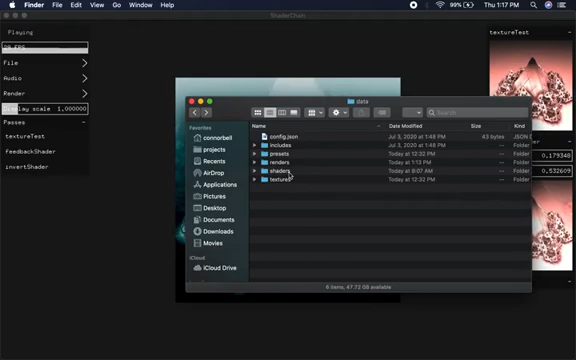 Finder File Edit View Go Window Help 99% Thu 1:17 PM
ShaderChain
Playing
File
Audio
Render
Display scale 1,000000
Passes
textureTest
feedbackShader
invertShader
data
Search
Favorites
connorbell
projects
Recents
AirDrop
Applications
Pictures
Desktop
Documents
Downloads
Movies
iCloud
iCloud Drive
Name Date Modified Size Kind
config.json Jul 3, 2020 at 1:48 PM 43 bytes JSON
includes Jul 3, 2020 at 1:48 PM -- Folder
presets Today at 12:32 PM -- Folder
renders Today at 1:13 PM -- Folder
shaders Today at 8:07 AM -- Folder
textures Today at 12:32 PM -- Folder
6 items, 47.72 GB available
textureTest
0,179348
0,532609